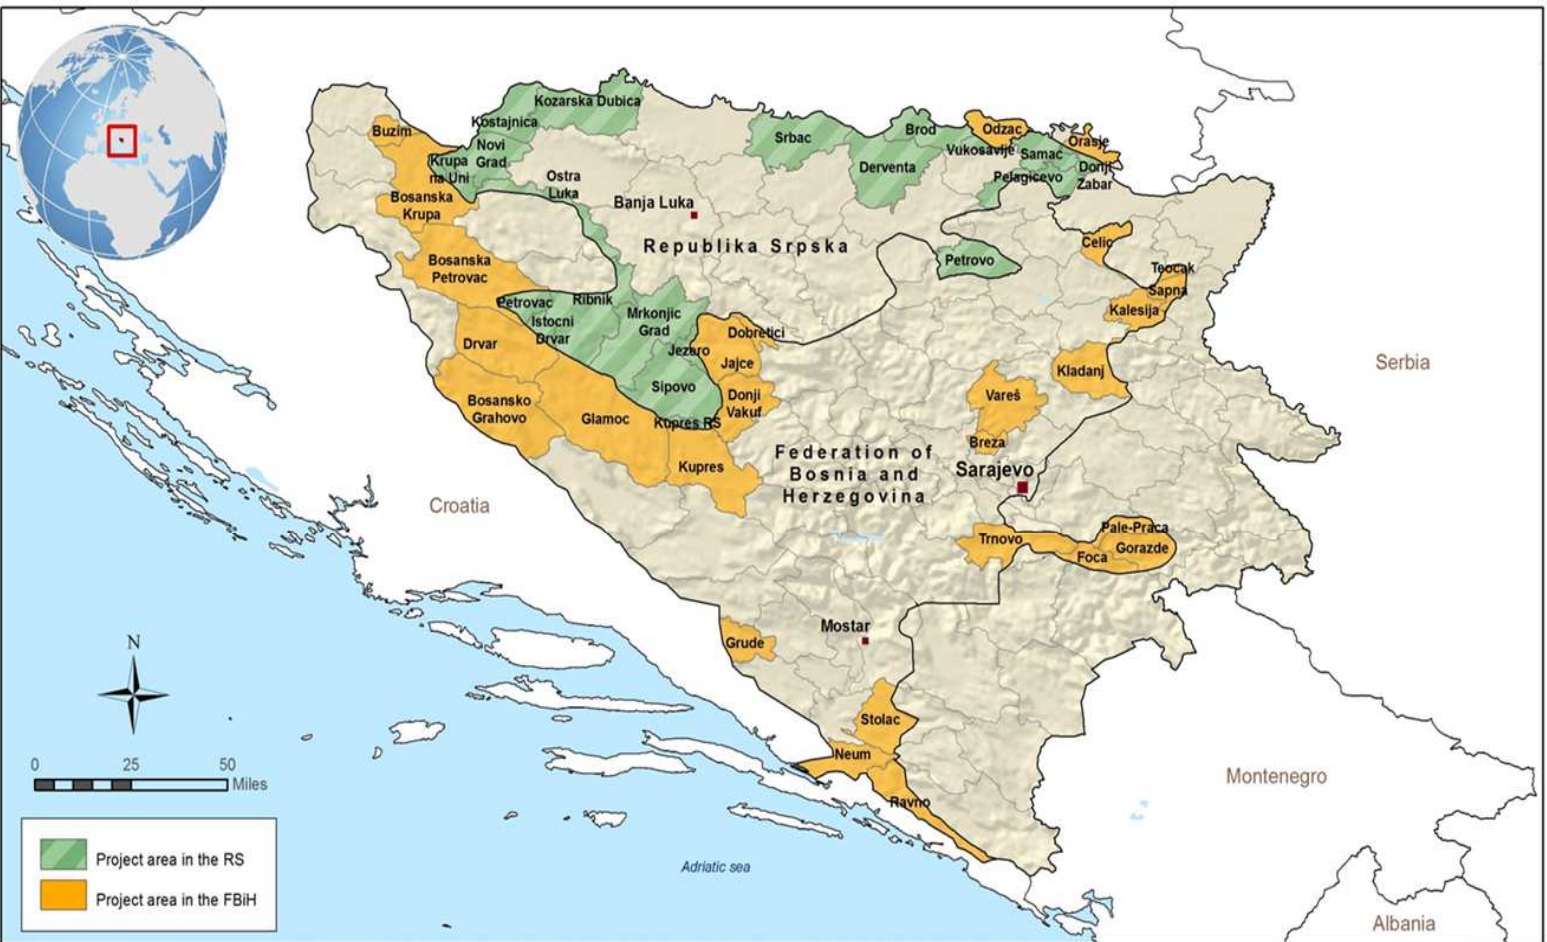 Kozarska Dubica
Kostajnica
Buzim
Novi
Grad
Krupa
na Uni
Ostra
Luka
Bosanska
Krupa
Banja Luka
Srbac
Brod
Derventa
Odzac
Vukosavlje
Samac
Orasje
Donji
Zabar
Pelagicevo
Republika Srpska
Petrovo
Celic
Teocak
Sapna
Kalesija
Bosanska
Petrovac
Petrovac
Ribnik
Istocni
Drvar
Mrkonjic
Grad
Drvar
Jezero
Dobretici
Jajce
Sipovo
Donji
Vakuf
Bosansko
Grahovo
Glamoc
Kupres RS
Kupres
Kladanj
Vareš
Breza
Federation of
Bosnia and
Herzegovina
Sarajevo
Serbia
Croatia
Trnovo
Pale-Praca
Gorazde
Foca
Mostar
Grude
Stolac
Neum
Ravno
Montenegro
Albania
Adriatic sea
N
0 25 50
Miles
Project area in the RS
Project area in the FBiH